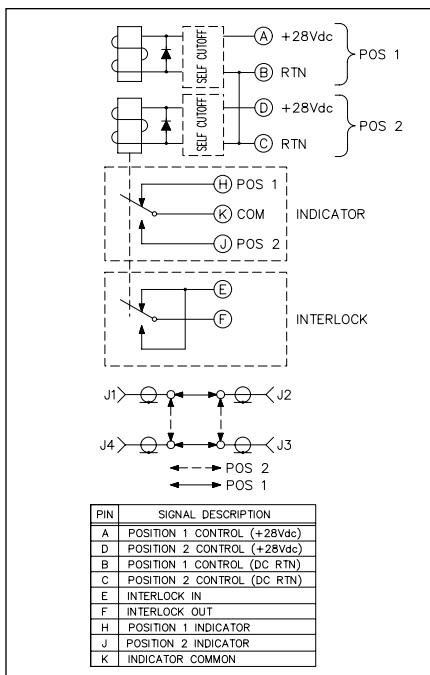 SELF CUTOFF
A +28Vdc
B RTN
POS 1
SELF CUTOFF
D +28Vdc
C RTN
POS 2
H POS 1
K COM
J POS 2
INDICATOR
E
F
INTERLOCK
J1 J2
J4 J3
POS 2
POS 1
PIN SIGNAL DESCRIPTION
A POSITION 1 CONTROL (+28Vdc)
D POSITION 2 CONTROL (+28Vdc)
B POSITION 1 CONTROL (DC RTN)
C POSITION 2 CONTROL (DC RTN)
E INTERLOCK IN
F INTERLOCK OUT
H POSITION 1 INDICATOR
J POSITION 2 INDICATOR
K INDICATOR COMMON